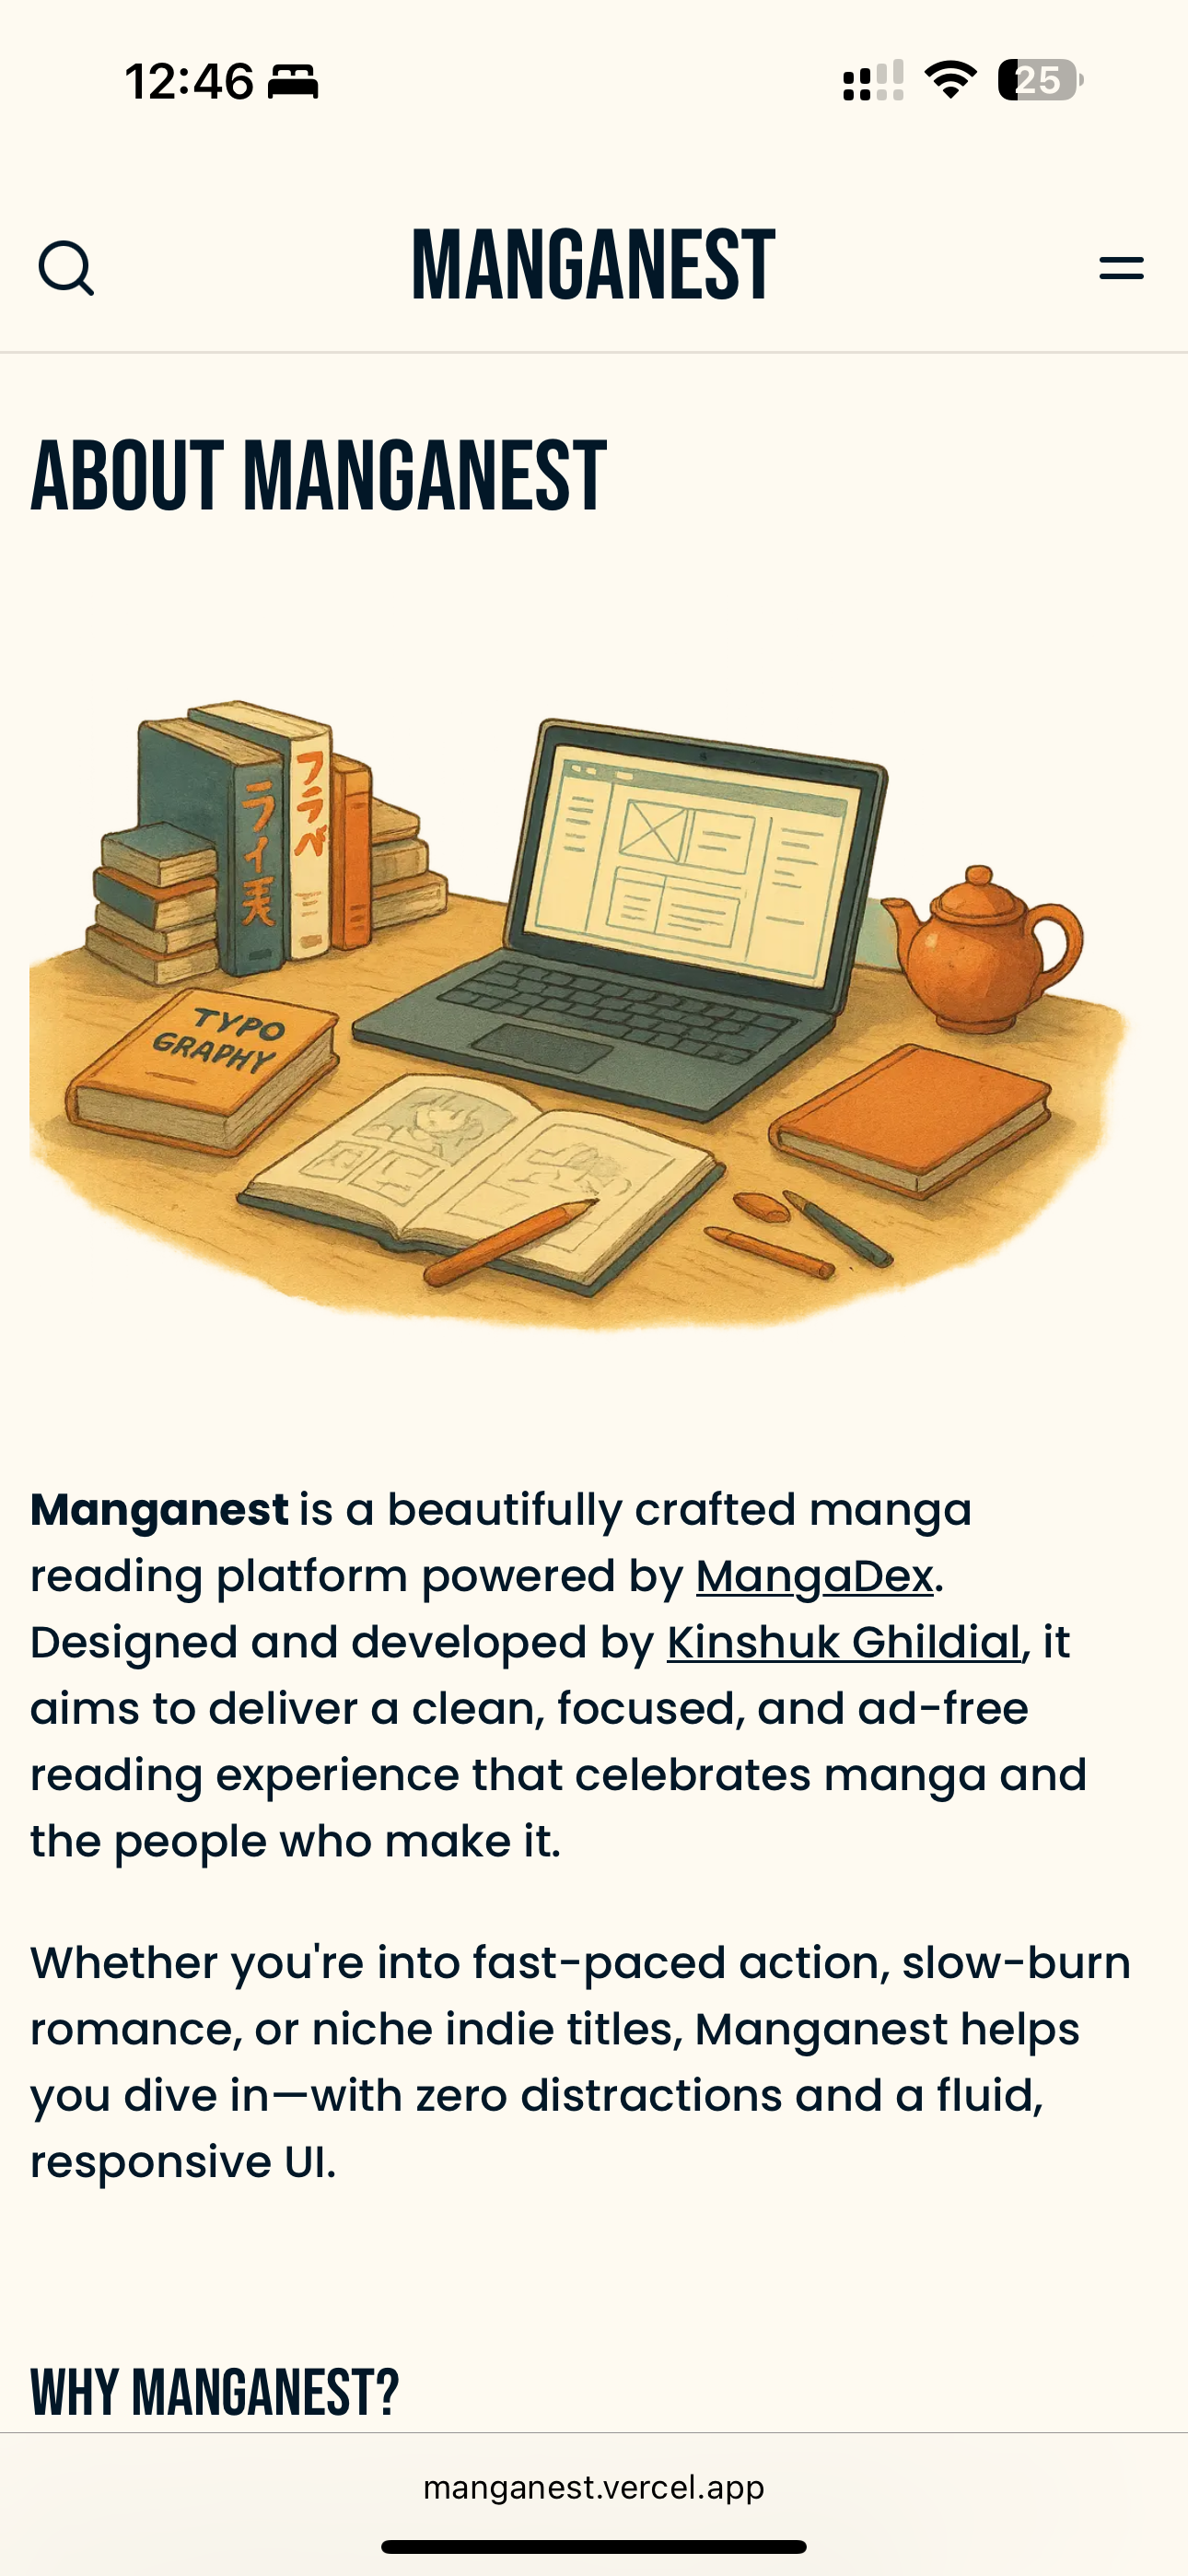 12:46
25
MANGANEST
ABOUT MANGANEST
フラベ
ライ
TYPO
GRAPHY
Manganest is a beautifully crafted manga
reading platform powered by MangaDex.
Designed and developed by Kinshuk Ghildial, it
aims to deliver a clean, focused, and ad-free
reading experience that celebrates manga and
the people who make it.
Whether you're into fast-paced action, slow-burn
romance, or niche indie titles, Manganest helps
you dive in—with zero distractions and a fluid,
responsive UI.
WHY MANGANEST?
manganest.vercel.app